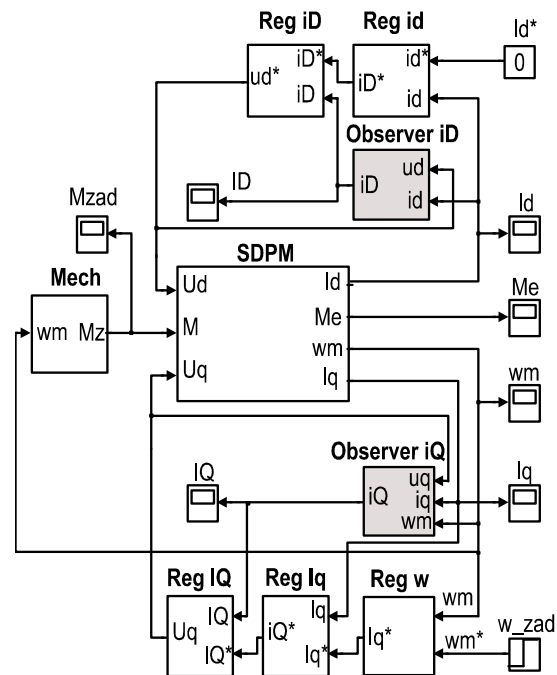 Reg iD
Reg id
Id*
ud*
iD*
iD
iD*
id*
id
0
Observer iD
iD
ud
id
ID
Mzad
Id
SDPM
Mech
wm
Mz
Ud
M
Uq
Id
Me
wm
Iq
Me
wm
Observer iQ
IQ
iQ
uq
iq
wm
Iq
Reg IQ
Reg Iq
Reg w
Uq
IQ
IQ*
iQ*
Iq
Iq*
Iq*
wm
wm*
w_zad